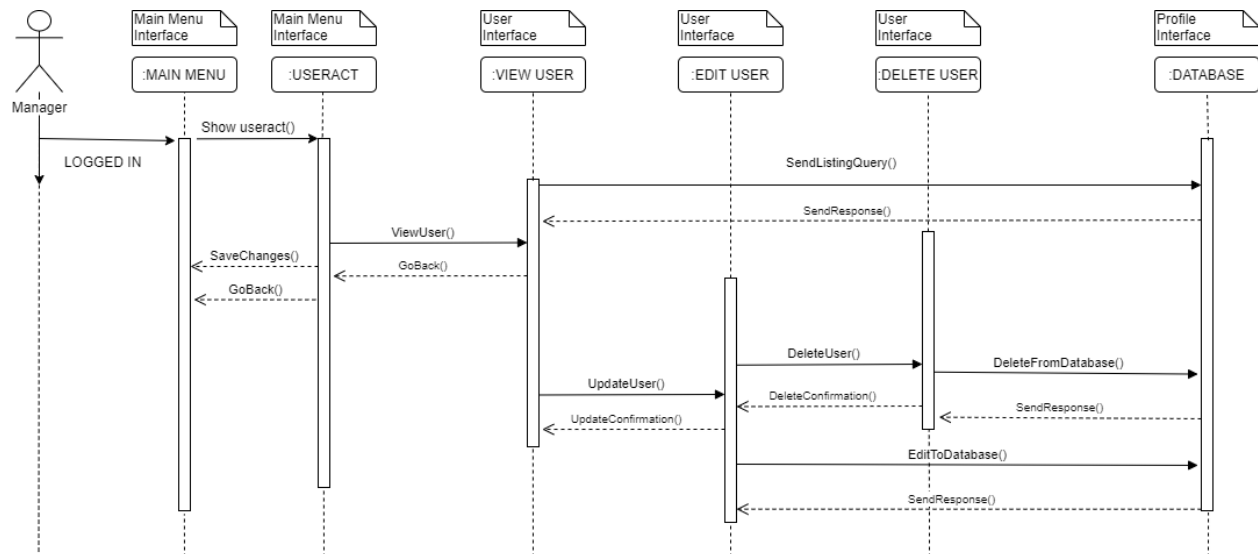 Main Menu
Interface
Main Menu
Interface
User
Interface
User
Interface
User
Interface
Profile
Interface
:MAIN MENU
:USERACT
:VIEW USER
:EDIT USER
:DELETE USER
:DATABASE
Manager
Show useract()
LOGGED IN
SendListingQuery()
SendResponse()
ViewUser()
SaveChanges()
GoBack()
GoBack()
DeleteUser()
DeleteFromDatabase()
UpdateUser()
DeleteConfirmation()
SendResponse()
UpdateConfirmation()
EditToDatabase()
SendResponse()